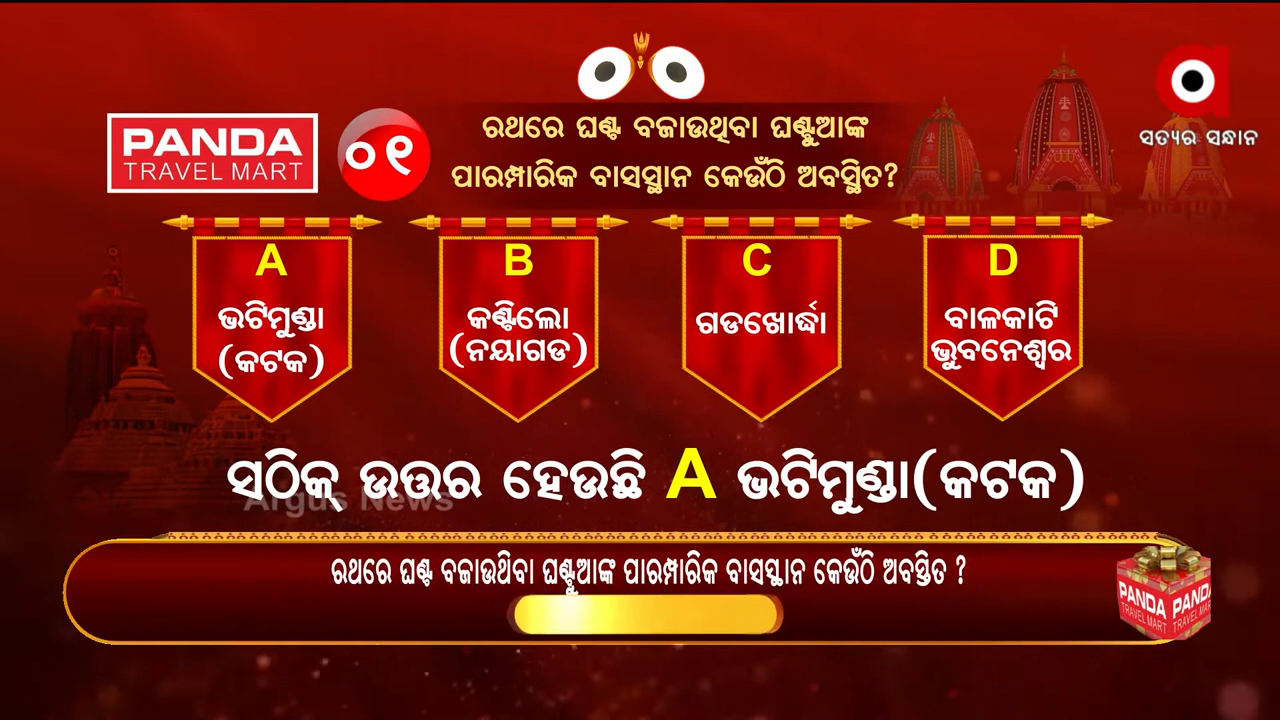 PANDA
TRAVEL MART
୦୧
ରଥରେ ଘଣ୍ଟ ବଜାଉଥିବା ଘଣ୍ଟୁଆଙ୍କ
ପାରମ୍ପାରିକ ବାସସ୍ଥାନ କେଉଁଠି ଅବସ୍ଥିତ?
ସତ୍ୟର ସନ୍ଧାନ
A
ଭଟିମୁଣ୍ଡା
(କଟକ)
B
କଣ୍ଟିଲୋ
(ନୟାଗଡ)
C
ଗଡଖୋର୍ଦ୍ଧା
D
ବାଳକାଟି
ଭୁବନେଶ୍ୱର
ସଠିକ୍ ଉତ୍ତର ହେଉଛି A ଭଟିମୁଣ୍ଡା(କଟକ)
Argus News
ରଥରେ ଘଣ୍ଟ ବଜାଉଥିବା ଘଣ୍ଟୁଆଙ୍କ ପାରମ୍ପାରିକ ବାସସ୍ଥାନ କେଉଁଠି ଅବସ୍ତିତ ?
PANDA
TRAVEL MART
PANDA
TRAVEL MART